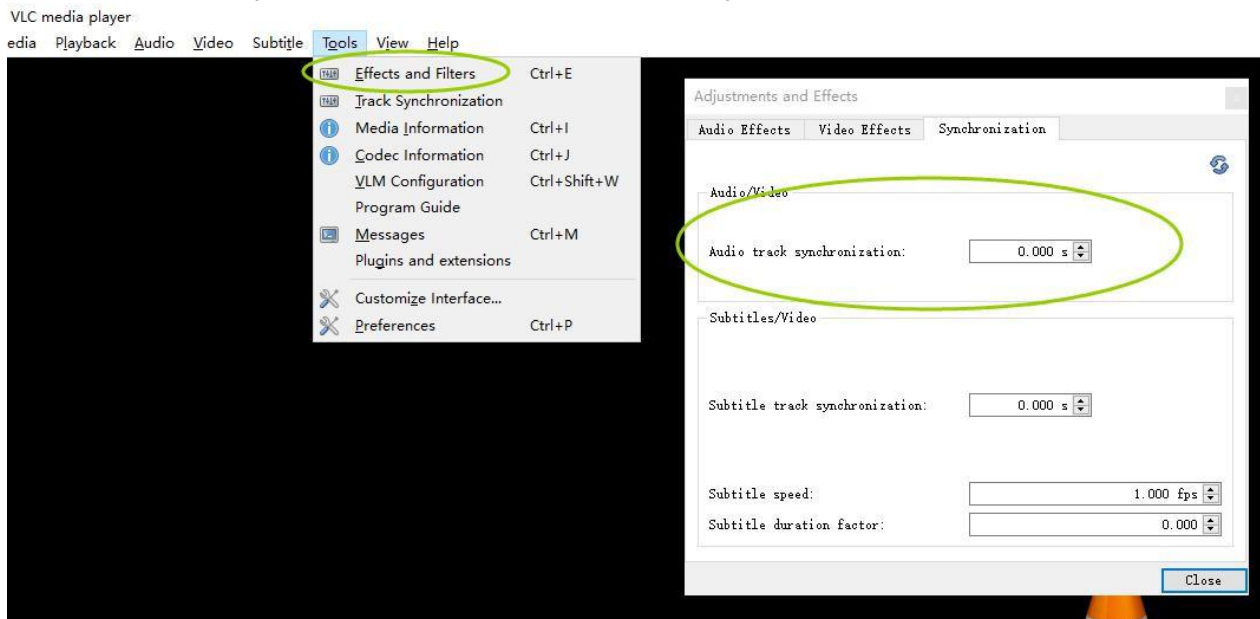 VLC media player
edia Playback Audio Video Subtitle Tools View Help
Effects and Filters Ctrl+E
Track Synchronization
Media Information Ctrl+I
Codec Information Ctrl+J
VLM Configuration Ctrl+Shift+W
Program Guide
Messages Ctrl+M
Plugins and extensions
Customize Interface...
Preferences Ctrl+P
Adjustments and Effects
Audio Effects Video Effects Synchronization
Audio/Video
Audio track synchronization: 0.000 s
Subtitles/Video
Subtitle track synchronization: 0.000 s
Subtitle speed: 1.000 fps
Subtitle duration factor: 0.000
Close